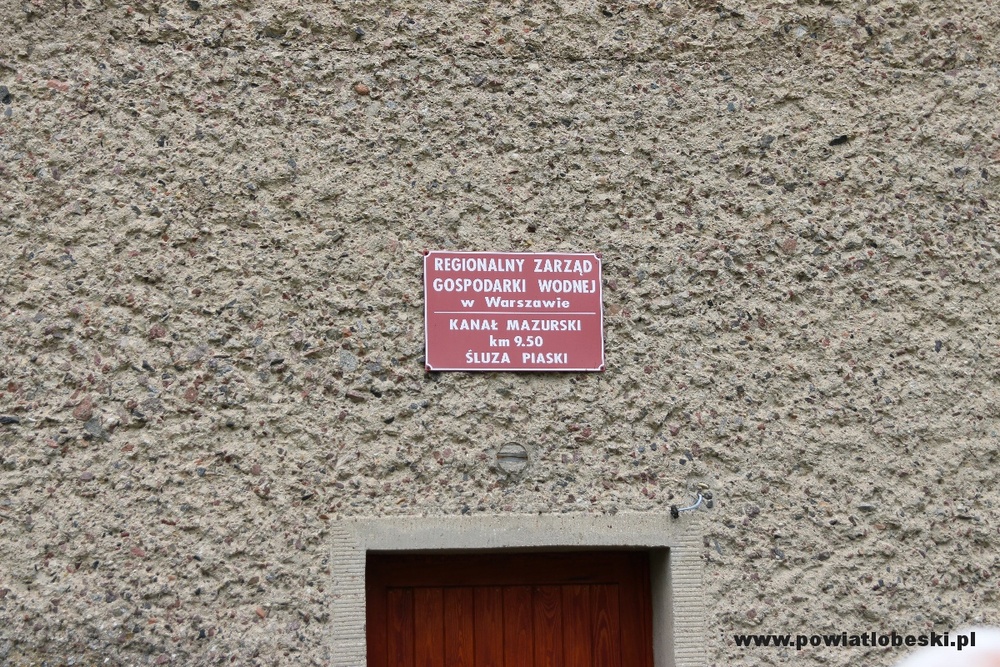 REGIONALNY ZARZĄD
GOSPODARKI WODNEJ
w Warszawie
KANAŁ MAZURSKI
km 9.50
ŚLUZA PIASKI
www.powiatlobeski.pl